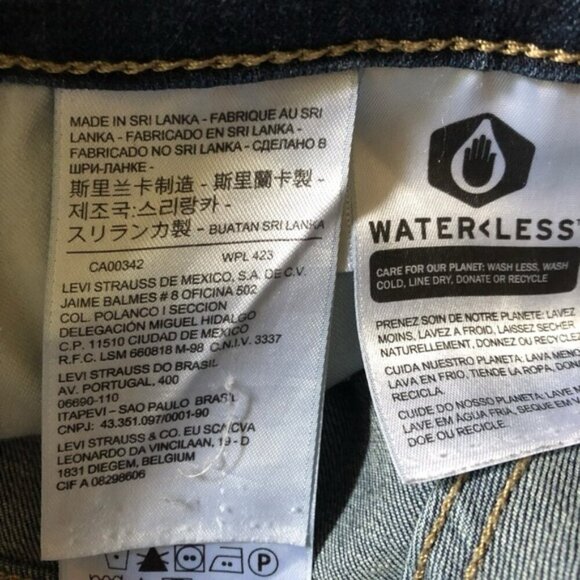 MADE IN SRI LANKA - FABRIQUE AU SRI
LANKA - FABRICADO EN SRI LANKA -
FABRICADO NO SRI LANKA - СДЕЛАНО В
ШРИ-ЛАНКЕ -
斯里兰卡制造 - 斯里蘭卡製 -
제조국:스리랑카 -
スリランカ製 - BUATAN SRI LANKA
CA00342 WPL 423
LEVI STRAUSS DE MEXICO, S.A. DE C.V.
JAIME BALMES # 8 OFICINA 502
COL. POLANCO I SECCION
DELEGACIÓN MIGUEL HIDALGO
C.P. 11510 CIUDAD DE MÉXICO
R.F.C. LSM 660818 M-98 C.N.I.V. 3337
LEVI STRAUSS DO BRASIL
AV. PORTUGAL, 400
06690-110
ITAPEVI – SAO PAULO BRASIL
CNPJ: 43.351.097/0001-90
LEVI STRAUSS & CO. EU SCA/CVA
LEONARDO DA VINCILAAN, 19 - D
1831 DIEGEM, BELGIUM
CIF A 08298606
P
WATER<LESS
CARE FOR OUR PLANET: WASH LESS, WASH
COLD, LINE DRY, DONATE OR RECYCLE
PRENEZ SOIN DE NOTRE PLANETE: LAVEZ
MOINS, LAVEZ A FROID, LAISSEZ SECHER
NATURELLEMENT, DONNEZ OU RECYCLEZ
CUIDA NUESTRO PLANETA: LAVA MENOS
LAVA EN FRIO, TIENDE LA ROPA, DONA
RECICLA.
CUIDE DO NOSSO PLANETA: LAVE MEN
LAVE EM ÁGUA FRIA, SEQUE EM V
DOE OU RECICLE